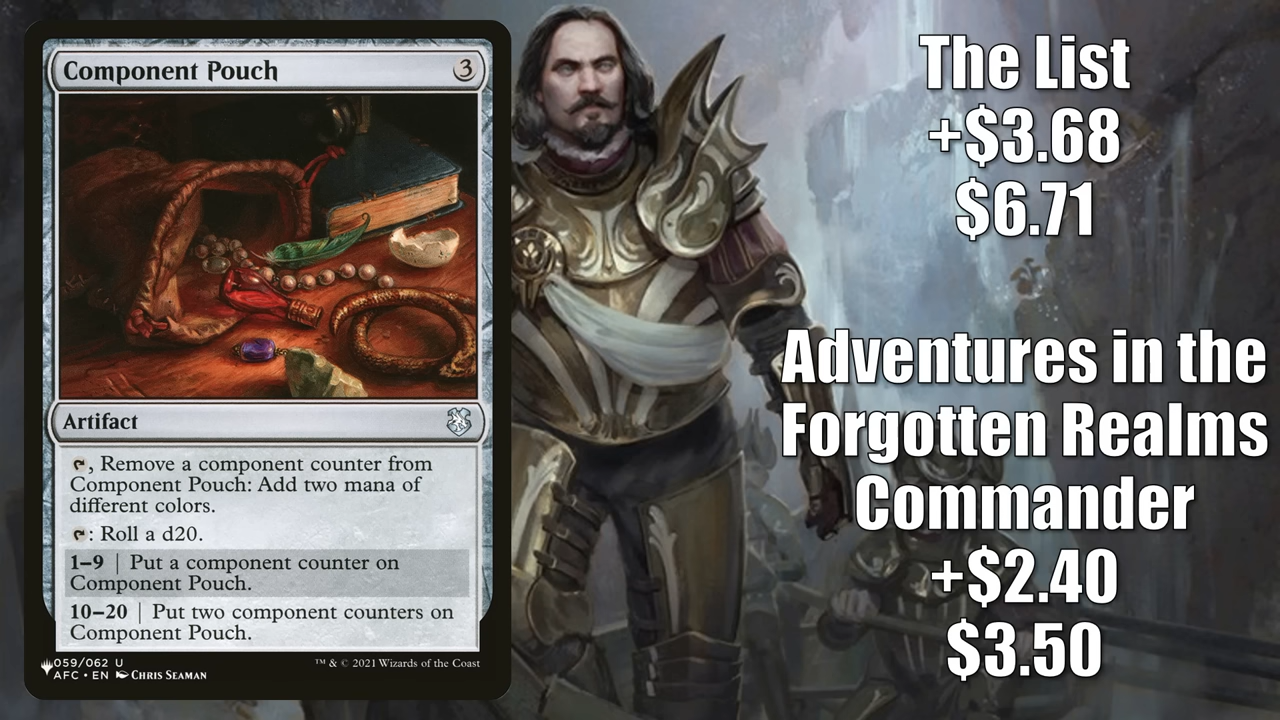 Component Pouch 3
Artifact
, Remove a component counter from
Component Pouch: Add two mana of
different colors.
: Roll a d20.
1–9 | Put a component counter on
Component Pouch.
10–20 | Put two component counters on
Component Pouch.
059/062 U
AFC • EN Chris Seaman
™ & © 2021 Wizards of the Coast
The List
+$3.68
$6.71
Adventures in the
Forgotten Realms
Commander
+$2.40
$3.50